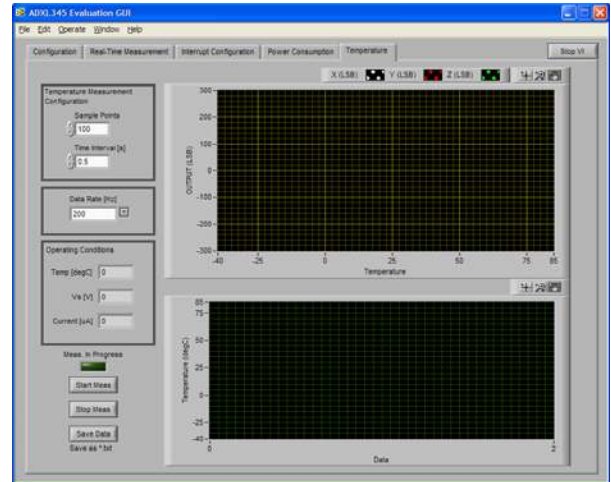 ADXL345 Evaluation GUI
File Edit Operate Window Help
Configuration Real-Time Measurement Interrupt Configuration Power Consumption Temperature
Stop VI
X (LSB) Y (LSB) Z (LSB)
Temperature Measurement
Configuration
Sample Points
100
Time Interval [s]
0.5
Data Rate [Hz]
200
Operating Conditions
Temp [degC] 0
Vs [V] 0
Current [uA] 0
Meas. In Progress
Start Meas
Stop Meas
Save Data
Save as *.txt
OUTPUT (LSB)
300
200
100
0
-100
-200
-300
-40 -25 0 25 50 75 85
Temperature
Temperature (degC)
85
75
50
25
0
-25
-40
0 2
Data